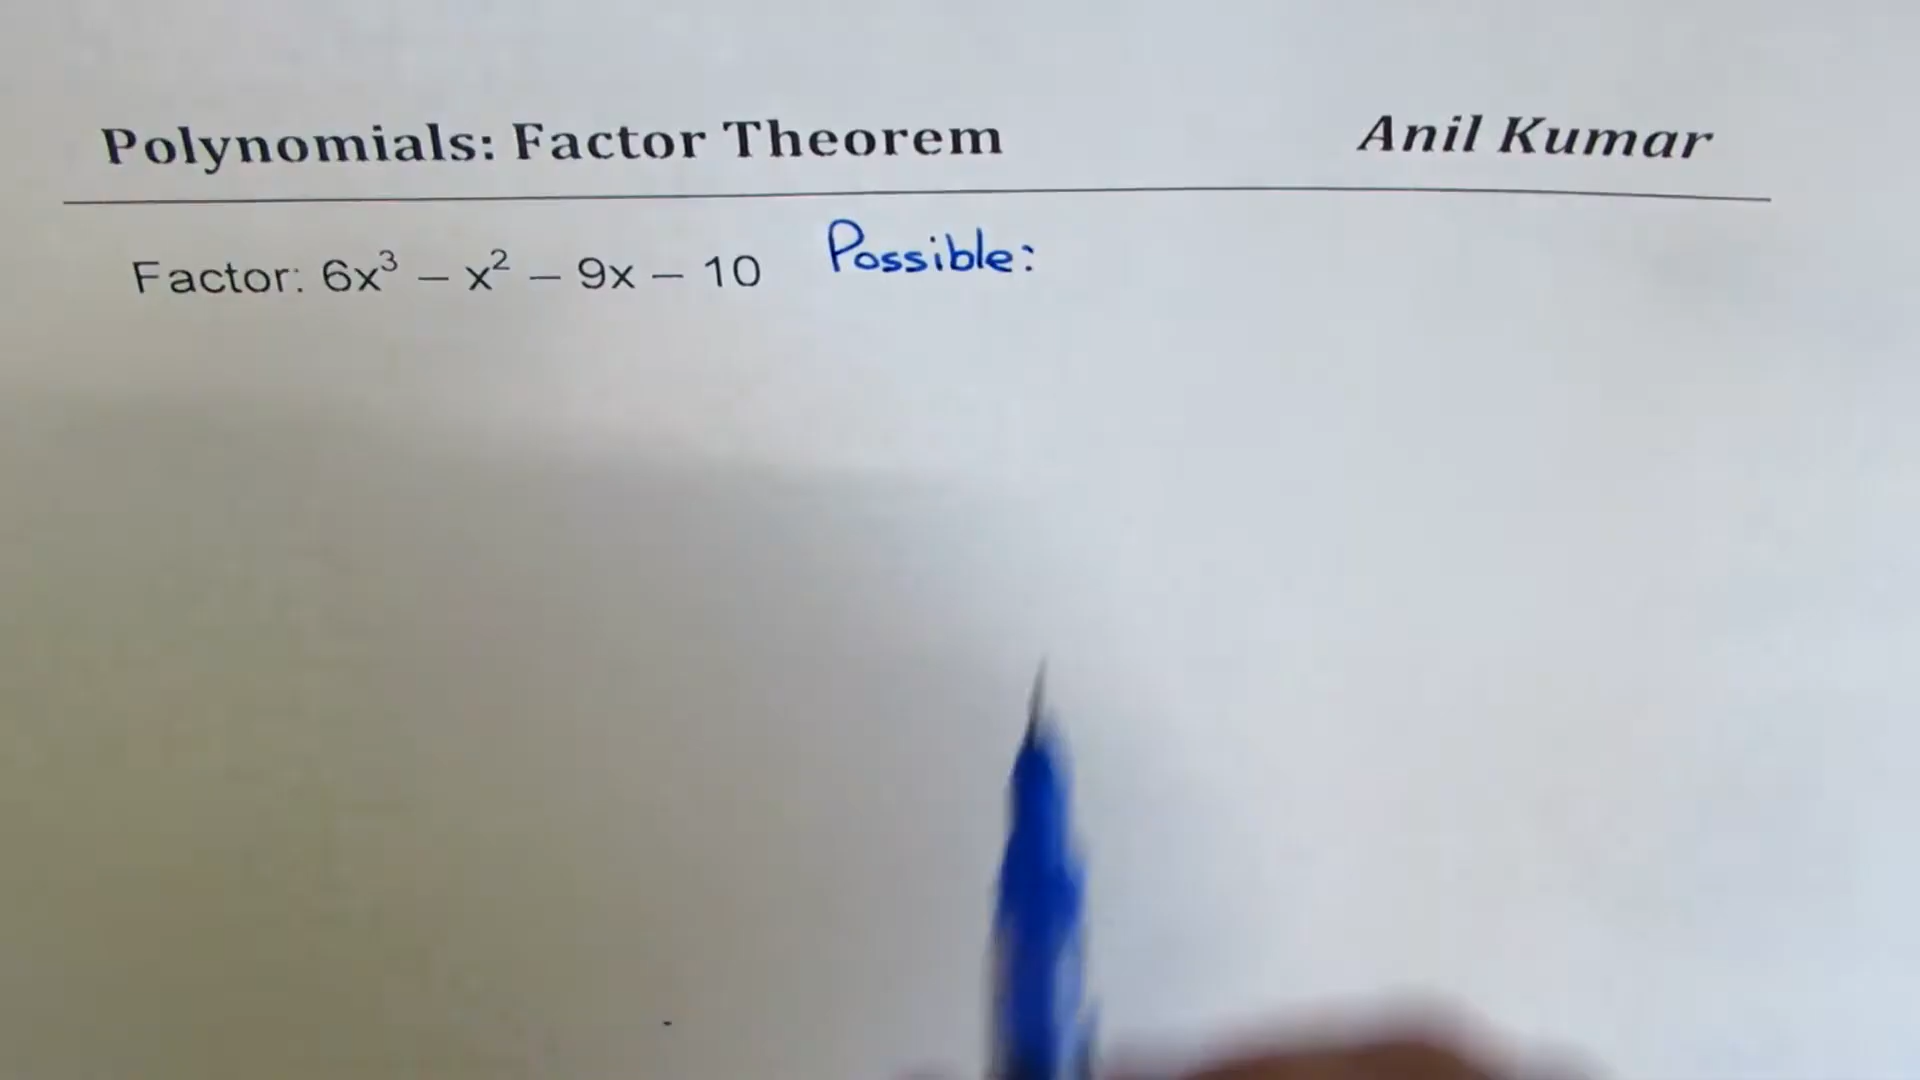 Polynomials: Factor Theorem Anil Kumar
Factor: 6x³ – x² – 9x – 10 Possible: